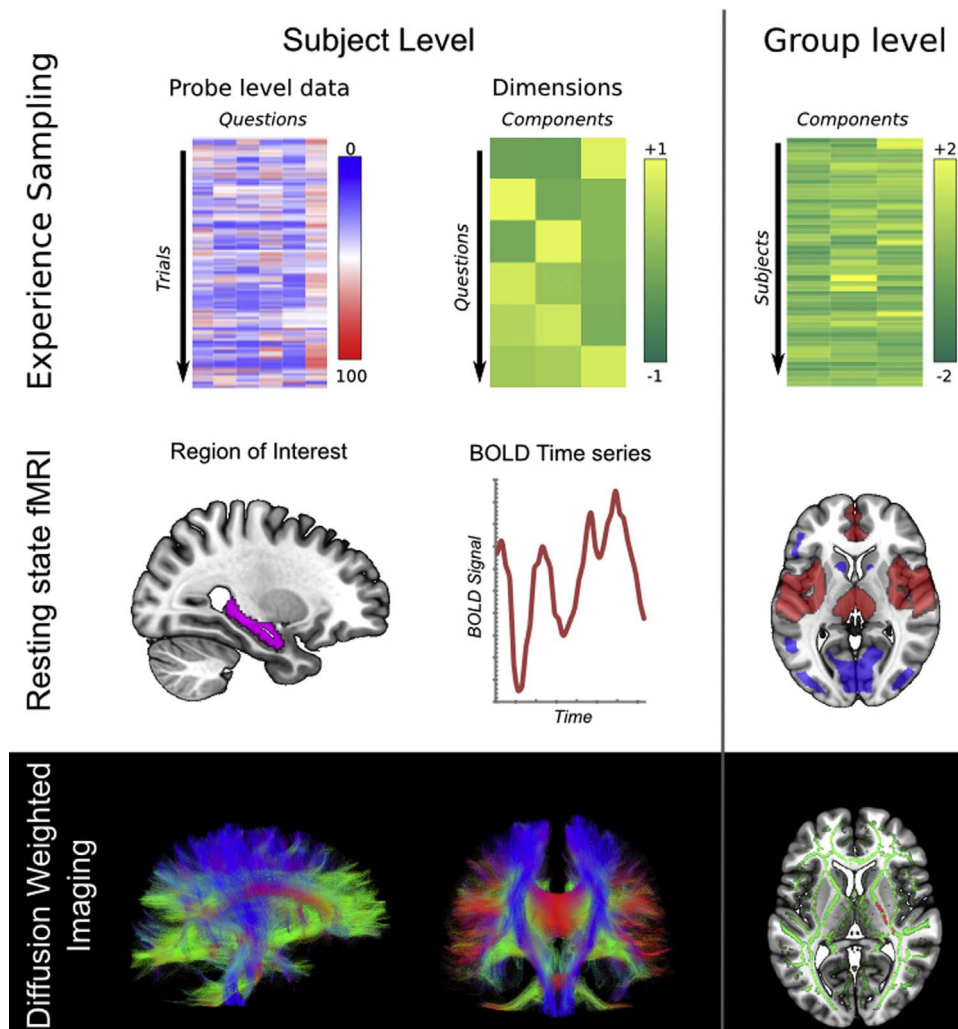 Subject Level
Group level
Experience Sampling
Probe level data
Questions
Trials
0
100
Dimensions
Components
Questions
+1
-1
Components
Subjects
+2
-2
Resting state fMRI
Region of Interest
BOLD Time series
BOLD Signal
Time
Diffusion Weighted
Imaging